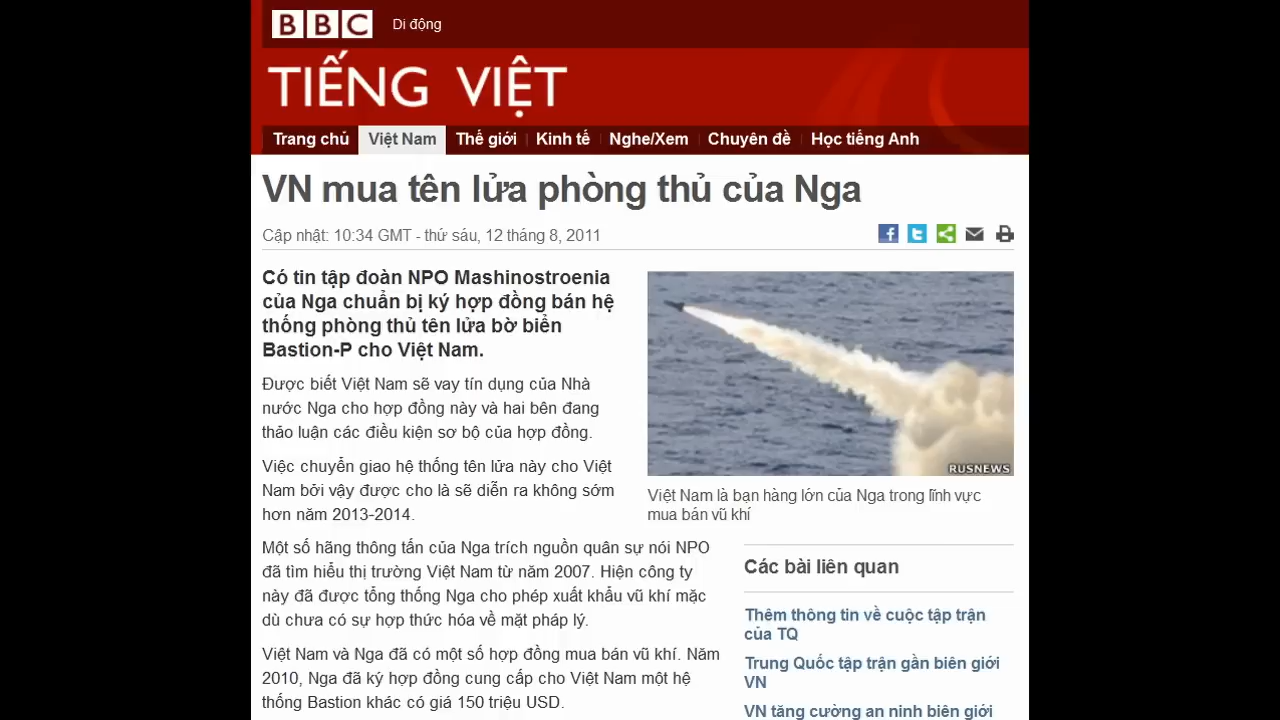 BBC Di động
TIẾNG VIỆT
Trang chủ Việt Nam Thế giới Kinh tế Nghe/Xem Chuyên đề Học tiếng Anh
VN mua tên lửa phòng thủ của Nga
Cập nhật: 10:34 GMT - thứ sáu, 12 tháng 8, 2011
Có tin tập đoàn NPO Mashinostroenia
của Nga chuẩn bị ký hợp đồng bán hệ
thống phòng thủ tên lửa bờ biển
Bastion-P cho Việt Nam.
Được biết Việt Nam sẽ vay tín dụng của Nhà
nước Nga cho hợp đồng này và hai bên đang
thảo luận các điều kiện sơ bộ của hợp đồng.
Việc chuyển giao hệ thống tên lửa này cho Việt
Nam bởi vậy được cho là sẽ diễn ra không sớm
hơn năm 2013-2014.
RUSNEWS
Việt Nam là bạn hàng lớn của Nga trong lĩnh vực
mua bán vũ khí
Một số hãng thông tấn của Nga trích nguồn quân sự nói NPO
đã tìm hiểu thị trường Việt Nam từ năm 2007. Hiện công ty
này đã được tổng thống Nga cho phép xuất khẩu vũ khí mặc
dù chưa có sự hợp thức hóa về mặt pháp lý.
Việt Nam và Nga đã có một số hợp đồng mua bán vũ khí. Năm
2010, Nga đã ký hợp đồng cung cấp cho Việt Nam một hệ
thống Bastion khác có giá 150 triệu USD.
Các bài liên quan
Thêm thông tin về cuộc tập trận
của TQ
Trung Quốc tập trận gần biên giới
VN
VN tăng cường an ninh biên giới